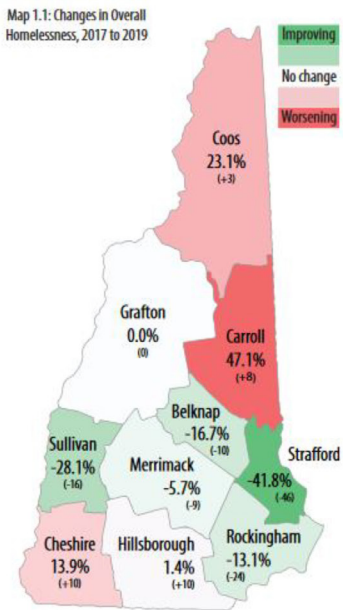 Map 1.1: Changes in Overall
Homelessness, 2017 to 2019
Improving
No change
Worsening
Coos
23.1%
(+3)
Grafton
0.0%
(0)
Carroll
47.1%
(+8)
Belknap
-16.7%
(-10)
Sullivan
-28.1%
(-16)
Merrimack
-5.7%
(-9)
Strafford
-41.8%
(-46)
Cheshire
13.9%
(+10)
Hillsborough
1.4%
(+10)
Rockingham
-13.1%
(-24)